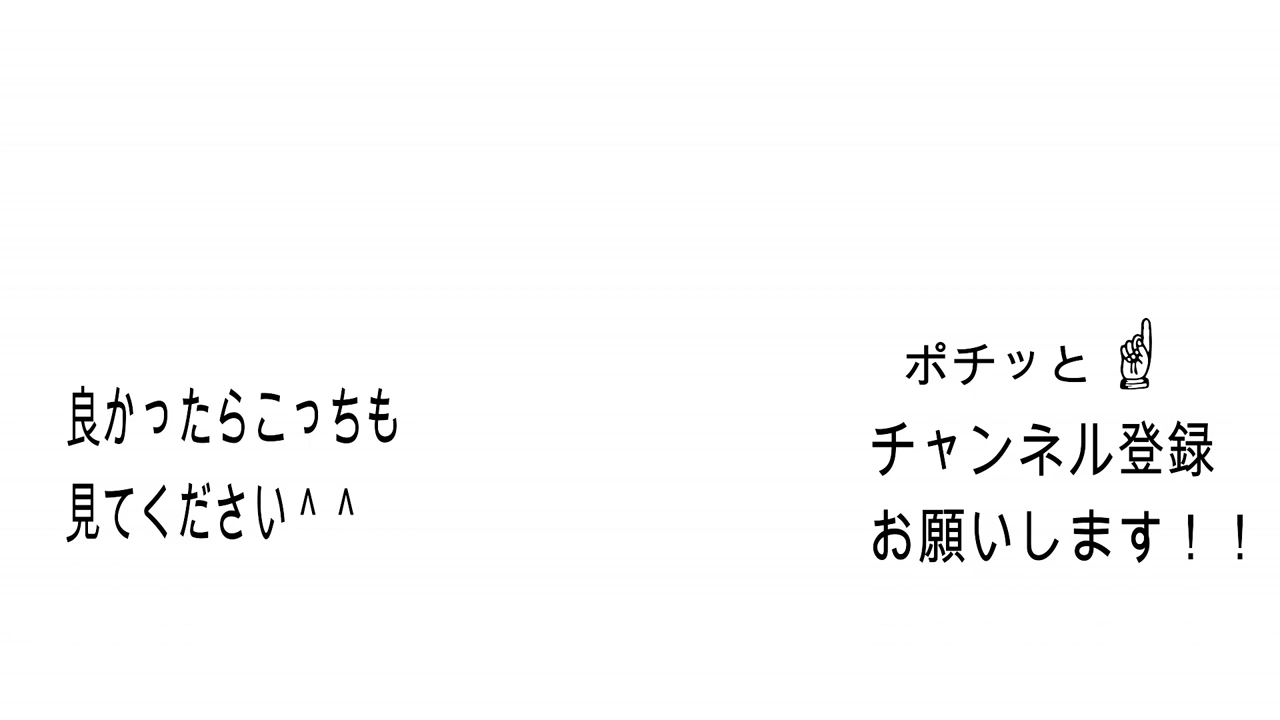 良かったらこっちも
見てください＾＾
ポチッと☝
チャンネル登録
お願いします！！